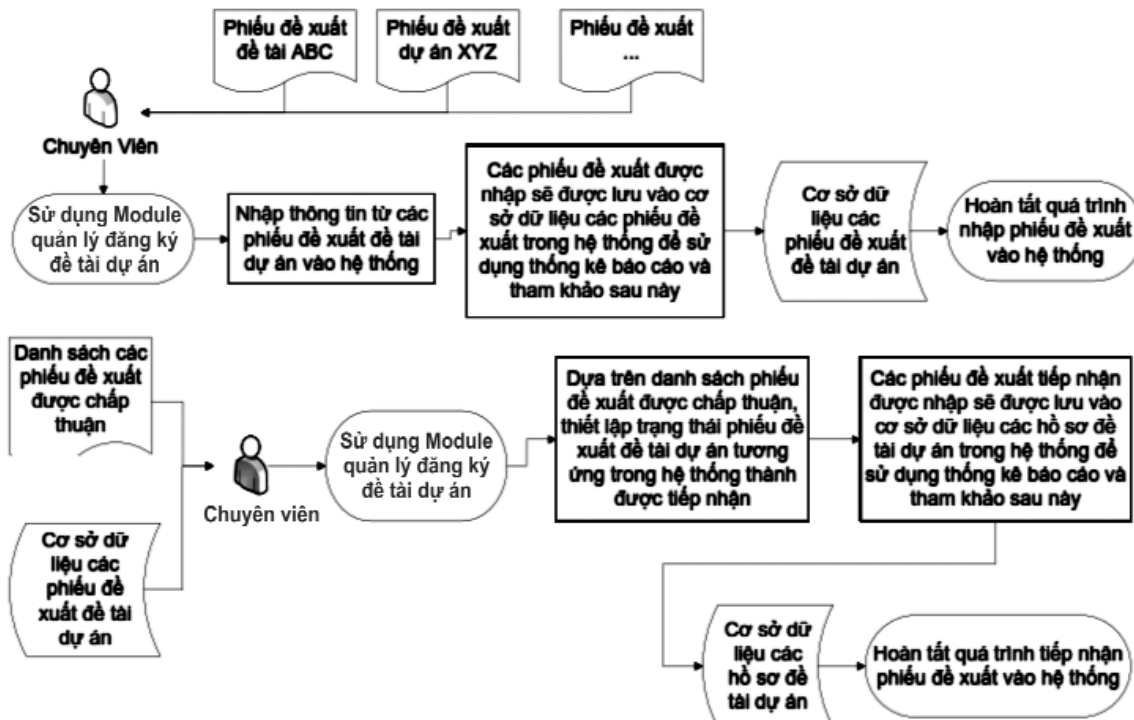 Phiếu đề xuất
đề tài ABC
Phiếu đề xuất
dự án XYZ
Phiếu đề xuất
...
Chuyên Viên
Sử dụng Module
quản lý đăng ký
đề tài dự án
Nhập thông tin từ các
phiếu đề xuất đề tài
dự án vào hệ thống
Các phiếu đề xuất được
nhập sẽ được lưu vào cơ
sở dữ liệu các phiếu đề
xuất trong hệ thống để sử
dụng thống kê báo cáo và
tham khảo sau này
Cơ sở dữ
liệu các
phiếu đề xuất
đề tài dự án
Hoàn tất quá trình
nhập phiếu đề xuất
vào hệ thống
Danh sách các
phiếu đề xuất
được chấp
thuận
Cơ sở dữ
liệu các
phiếu đề
xuất đề tài
dự án
Chuyên viên
Sử dụng Module
quản lý đăng ký
đề tài dự án
Dựa trên danh sách phiếu
đề xuất được chấp thuận,
thiết lập trạng thái phiếu đề
xuất đề tài dự án tương
ứng trong hệ thống thành
được tiếp nhận
Các phiếu đề xuất tiếp nhận
được nhập sẽ được lưu vào
cơ sở dữ liệu các hồ sơ đề
tài dự án trong hệ thống để
sử dụng thống kê báo cáo và
tham khảo sau này
Cơ sở dữ
liệu các
hồ sơ đề
tài dự án
Hoàn tất quá trình tiếp nhận
phiếu đề xuất vào hệ thống